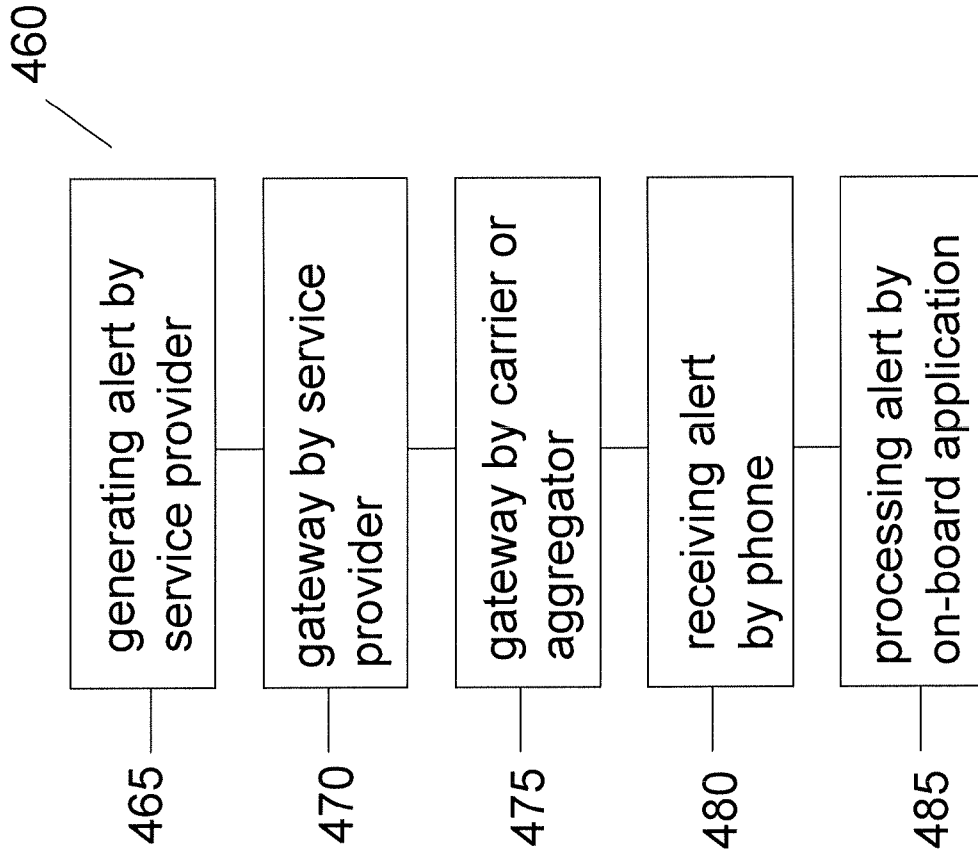 460
465
generating alert by
service provider
470
gateway by service
provider
475
gateway by carrier or
aggregator
480
receiving alert
by phone
485
processing alert by
on-board application